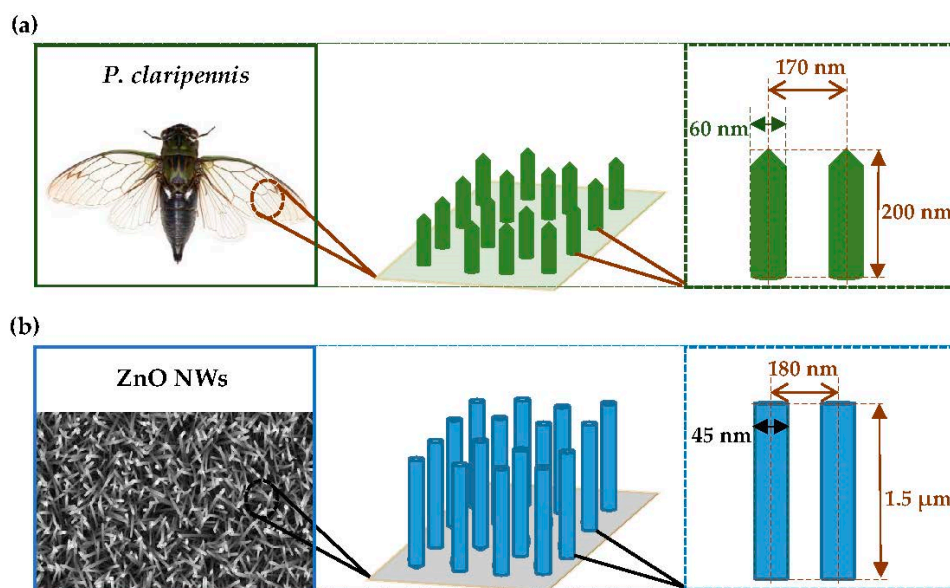 (a)
P. claripennis
170 nm
60 nm
200 nm
(b)
ZnO NWs
180 nm
45 nm
1.5 µm